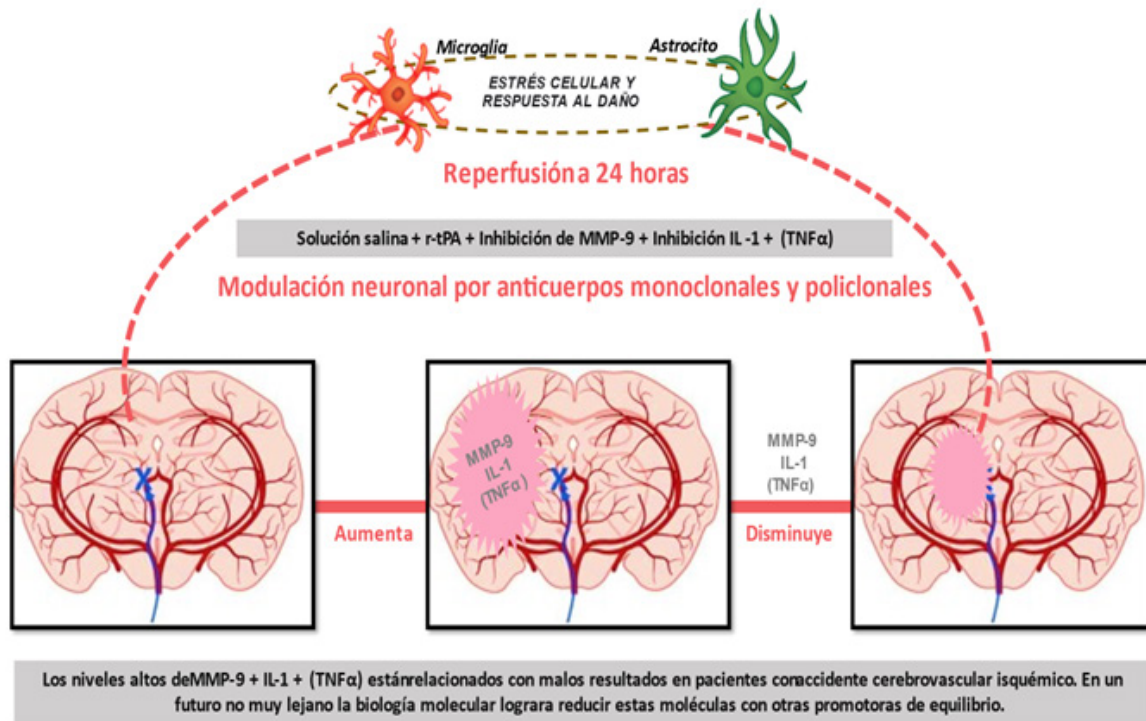 Microglia
Astrocito
ESTRÉS CELULAR Y
RESPUESTA AL DAÑO
Reperfusión a 24 horas
Solución salina + r-tPA + Inhibición de MMP-9 + Inhibición IL -1 + (TNFα)
Modulación neuronal por anticuerpos monoclonales y policlonales
MMP-9
IL-1
(TNFα)
MMP-9
IL-1
(TNFα)
Aumenta
Disminuye
Los niveles altos deMMP-9 + IL-1 + (TNFα) estánrelacionados con malos resultados en pacientes conaccidente cerebrovascular isquémico. En un
futuro no muy lejano la biología molecular lograra reducir estas moléculas con otras promotoras de equilibrio.